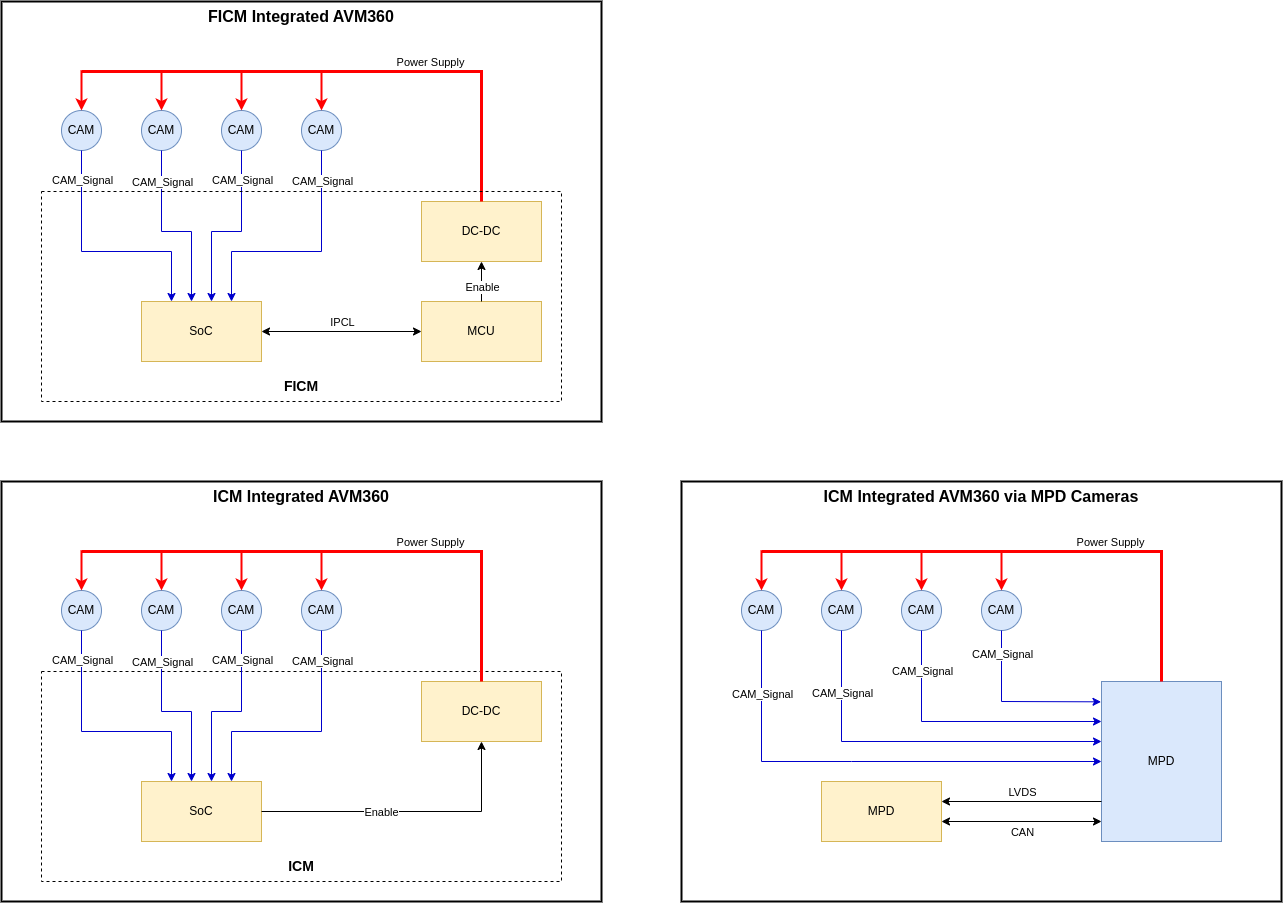 FICM Integrated AVM360
Power Supply
CAM
CAM
CAM
CAM
CAM_Signal
CAM_Signal
CAM_Signal
CAM_Signal
DC-DC
Enable
SoC
IPCL
MCU
FICM
ICM Integrated AVM360
Power Supply
CAM
CAM
CAM
CAM
CAM_Signal
CAM_Signal
CAM_Signal
CAM_Signal
DC-DC
SoC
Enable
ICM
ICM Integrated AVM360 via MPD Cameras
Power Supply
CAM
CAM
CAM
CAM
CAM_Signal
CAM_Signal
CAM_Signal
CAM_Signal
MPD
LVDS
MPD
CAN